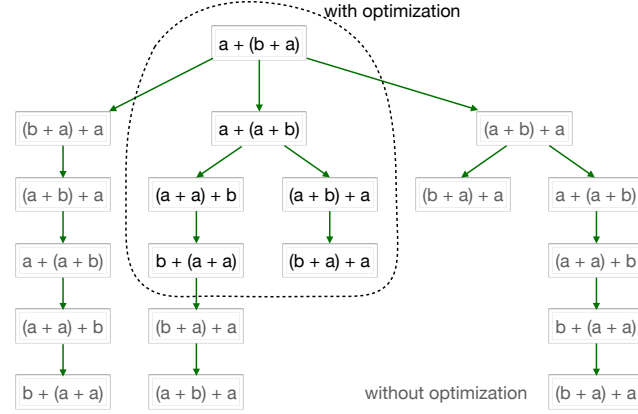 with optimization
a + (b + a)
(b + a) + a
a + (a + b)
(a + b) + a
(a + b) + a
(a + a) + b
(a + b) + a
(b + a) + a
a + (a + b)
a + (a + b)
b + (a + a)
(b + a) + a
(a + a) + b
(a + a) + b
(b + a) + a
b + (a + a)
b + (a + a)
(a + b) + a
without optimization
(b + a) + a